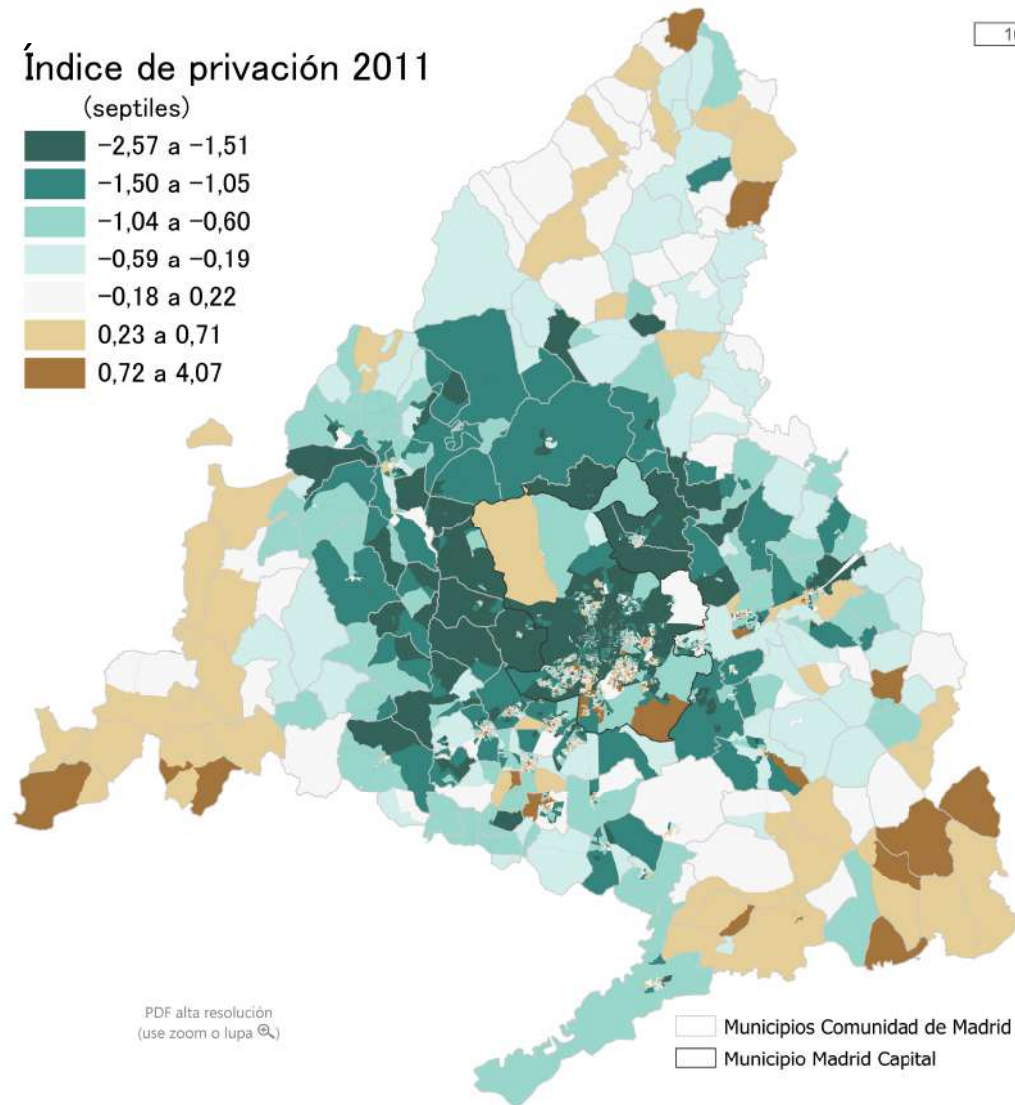 Índice de privación 2011
(septiles)
-2,57 a -1,51
-1,50 a -1,05
-1,04 a -0,60
-0,59 a -0,19
-0,18 a 0,22
0,23 a 0,71
0,72 a 4,07
PDF alta resolución
(use zoom o lupa)
Municipios Comunidad de Madrid
Municipio Madrid Capital